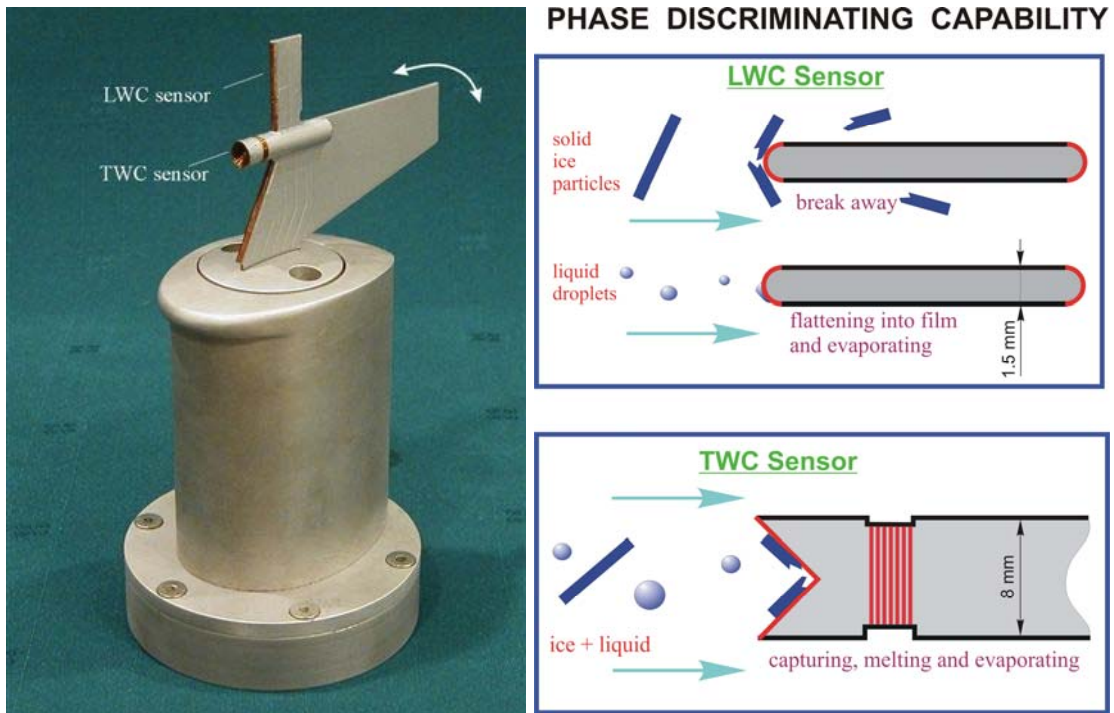 LWC sensor
TWC sensor
PHASE DISCRIMINATING CAPABILITY
LWC Sensor
solid
ice
particles
break away
liquid
droplets
flattening into film
and evaporating
1.5 mm
TWC Sensor
ice + liquid
8 mm
capturing, melting and evaporating